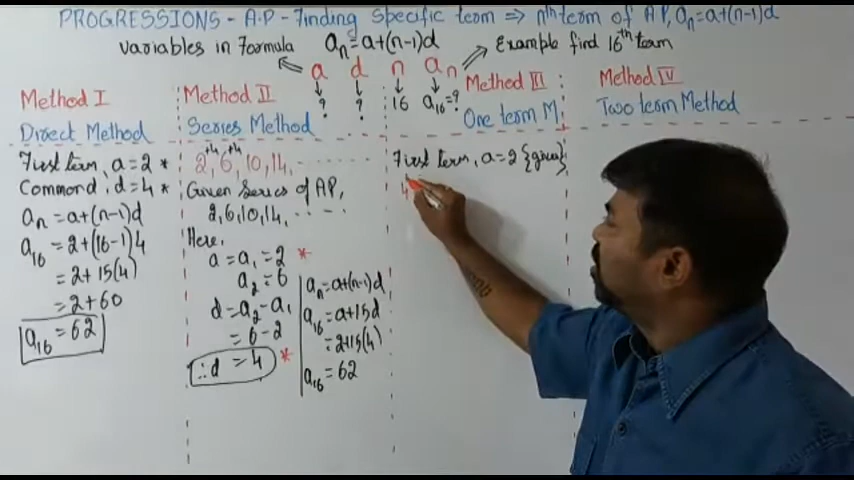 PROGRESSIONS - A.P - Finding Specific term ⇒ nth term of AP, aₙ=a+(n-1)d
Variables in Formula aₙ=a+(n-1)d
Example find 16th term
a d n aₙ
? ? 16 a₁₆=?
Method I
Direct Method
First term, a=2 *
Command, d=4 *
aₙ=a+(n-1)d
a₁₆=2+(16-1)4
=2+15(4)
=2+60
a₁₆=62
Method II
Series Method
+4 +4
2, 6, 10, 14, ........
Given Series of AP,
2, 6, 10, 14, ....
Here,
a=a₁=2 *
a₂=6
d=a₂-a₁
=6-2
∴d=4 *
aₙ=a+(n-1)d
a₁₆=a+15d
=2+15(4)
a₁₆=62
Method III
One term M.
First term, a=2 {given}
4
Method IV
Two term Method